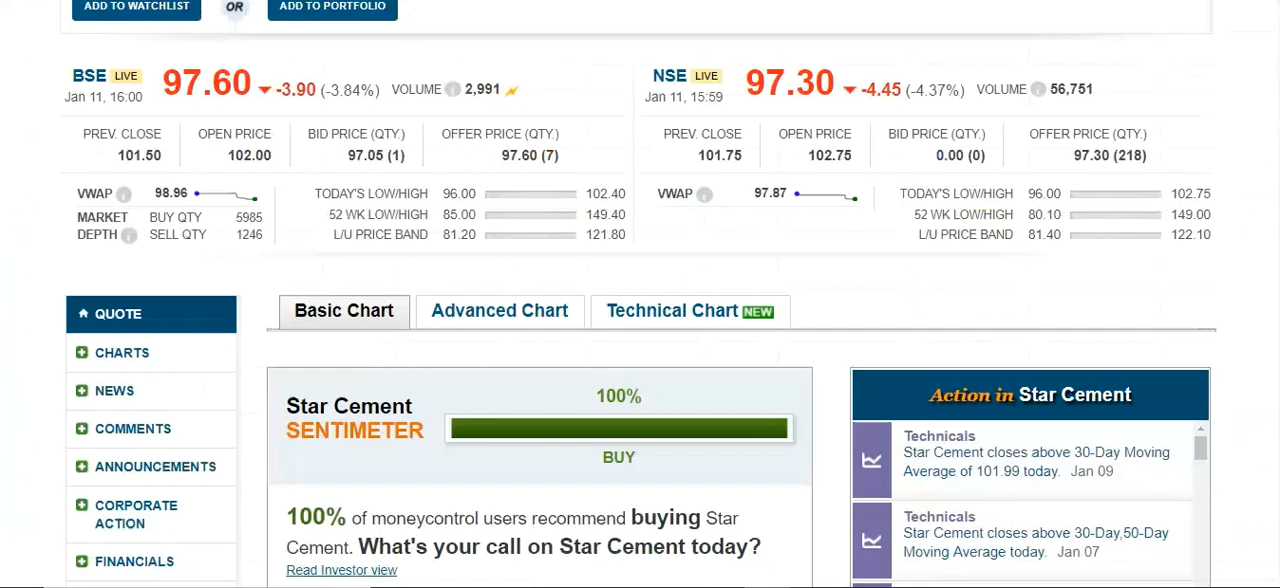 ADD TO WATCHLIST OR ADD TO PORTFOLIO
BSE LIVE 97.60 -3.90 (-3.84%) VOLUME 2,991
Jan 11, 16:00
PREV. CLOSE OPEN PRICE BID PRICE (QTY.) OFFER PRICE (QTY.)
101.50 102.00 97.05 (1) 97.60 (7)
VWAP 98.96
MARKET DEPTH
BUY QTY 5985
SELL QTY 1246
TODAY'S LOW/HIGH 96.00 102.40
52 WK LOW/HIGH 85.00 149.40
L/U PRICE BAND 81.20 121.80
NSE LIVE 97.30 -4.45 (-4.37%) VOLUME 56,751
Jan 11, 15:59
PREV. CLOSE OPEN PRICE BID PRICE (QTY.) OFFER PRICE (QTY.)
101.75 102.75 0.00 (0) 97.30 (218)
VWAP 97.87
TODAY'S LOW/HIGH 96.00 102.75
52 WK LOW/HIGH 80.10 149.00
L/U PRICE BAND 81.40 122.10
QUOTE
CHARTS
NEWS
COMMENTS
ANNOUNCEMENTS
CORPORATE
ACTION
FINANCIALS
Basic Chart Advanced Chart Technical Chart NEW
Star Cement
SENTIMETER
100%
BUY
100% of moneycontrol users recommend buying Star
Cement. What's your call on Star Cement today?
Read Investor view
Action in Star Cement
Technicals
Star Cement closes above 30-Day Moving
Average of 101.99 today. Jan 09
Technicals
Star Cement closes above 30-Day,50-Day
Moving Average today. Jan 07